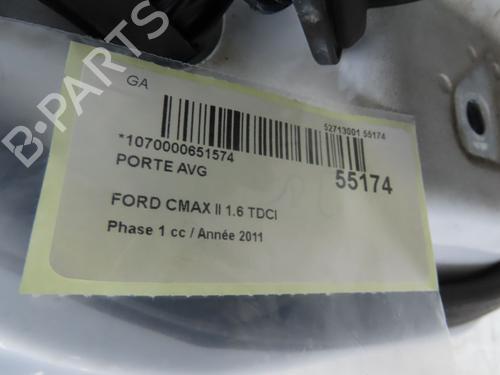 GA
52713001 55174
*1070000651574
PORTE AVG
55174
FORD CMAX II 1.6 TDCI
Phase 1 cc / Année 2011
B-PARTS